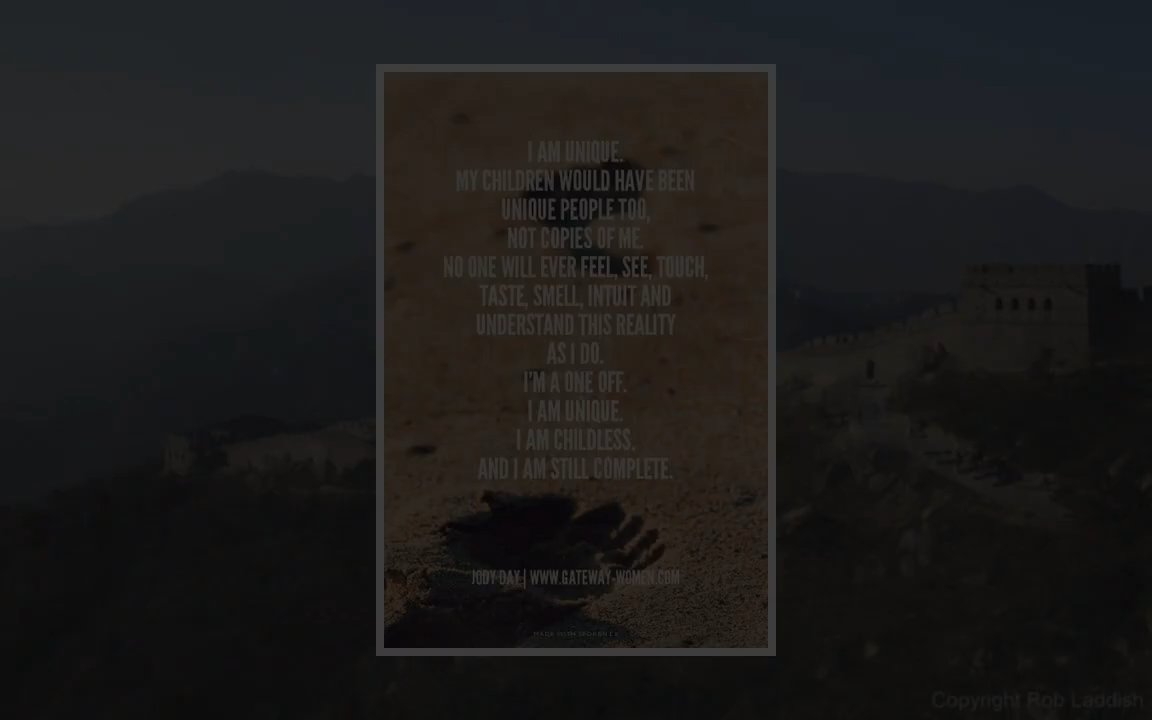 I AM UNIQUE.
MY CHILDREN WOULD HAVE BEEN
UNIQUE PEOPLE TOO,
NOT COPIES OF ME.
NO ONE WILL EVER FEEL, SEE, TOUCH,
TASTE, SMELL, INTUIT AND
UNDERSTAND THIS REALITY
AS I DO.
I'M A ONE OFF.
I AM UNIQUE.
I AM CHILDLESS.
AND I AM STILL COMPLETE.
JODY DAY | WWW.GATEWAY-WOMEN.COM
MADE WITH
Copyright Rob Laddish